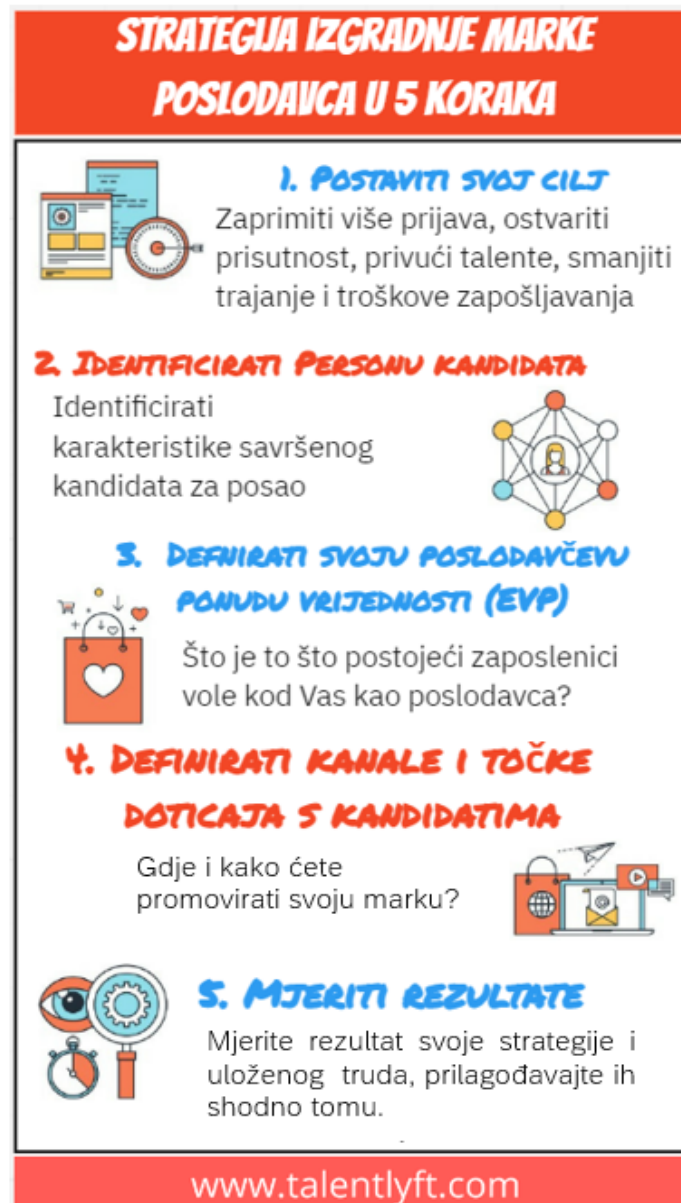 STRATEGIJA IZGRADNJE MARKE
POSLODAVCA U 5 KORAKA
1. POSTAVITI SVOJ CILJ
Zaprimiti više prijava, ostvariti
prisutnost, privući talente, smanjiti
trajanje i troškove zapošljavanja
2. IDENTIFICIRATI PERSONU KANDIDATA
Identificirati
karakteristike savršenog
kandidata za posao
3. DEFNIRATI SVOJU POSLODAVČEVU
PONUDU VRIJEDNOSTI (EVP)
Što je to što postojeći zaposlenici
vole kod Vas kao poslodavca?
4. DEFINIRATI KANALE I TOČKE
DOTICAJA S KANDIDATIMA
Gdje i kako ćete
promovirati svoju marku?
5. MJERITI REZULTATE
Mjerite rezultat svoje strategije i
uloženog truda, prilagođavajte ih
shodno tomu.
www.talentlyft.com